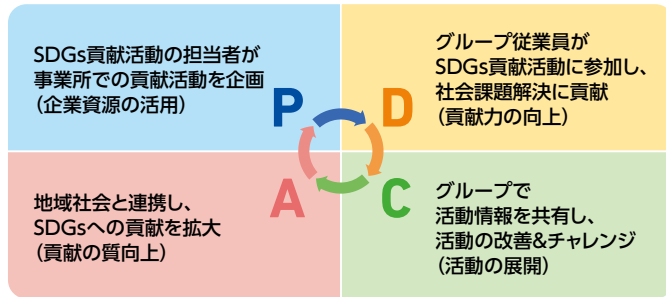 SDGs貢献活動の担当者が
事業所での貢献活動を企画
（企業資源の活用）
P
D
グループ従業員が
SDGs貢献活動に参加し、
社会課題解決に貢献
（貢献力の向上）
地域社会と連携し、
SDGsへの貢献を拡大
（貢献の質向上）
A
C
グループで
活動情報を共有し、
活動の改善&チャレンジ
（活動の展開）